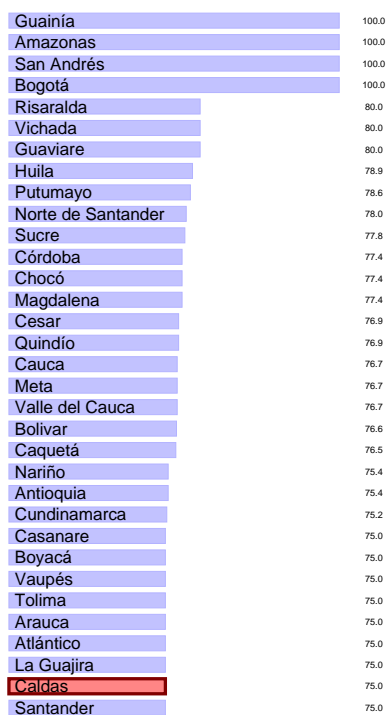 Guainía 100.0
Amazonas 100.0
San Andrés 100.0
Bogotá 100.0
Risaralda 80.0
Vichada 80.0
Guaviare 80.0
Huila 78.9
Putumayo 78.6
Norte de Santander 78.0
Sucre 77.8
Córdoba 77.4
Chocó 77.4
Magdalena 77.4
Cesar 76.9
Quindío 76.9
Cauca 76.7
Meta 76.7
Valle del Cauca 76.7
Bolivar 76.6
Caquetá 76.5
Nariño 75.4
Antioquia 75.4
Cundinamarca 75.2
Casanare 75.0
Boyacá 75.0
Vaupés 75.0
Tolima 75.0
Arauca 75.0
Atlántico 75.0
La Guajira 75.0
Caldas 75.0
Santander 75.0